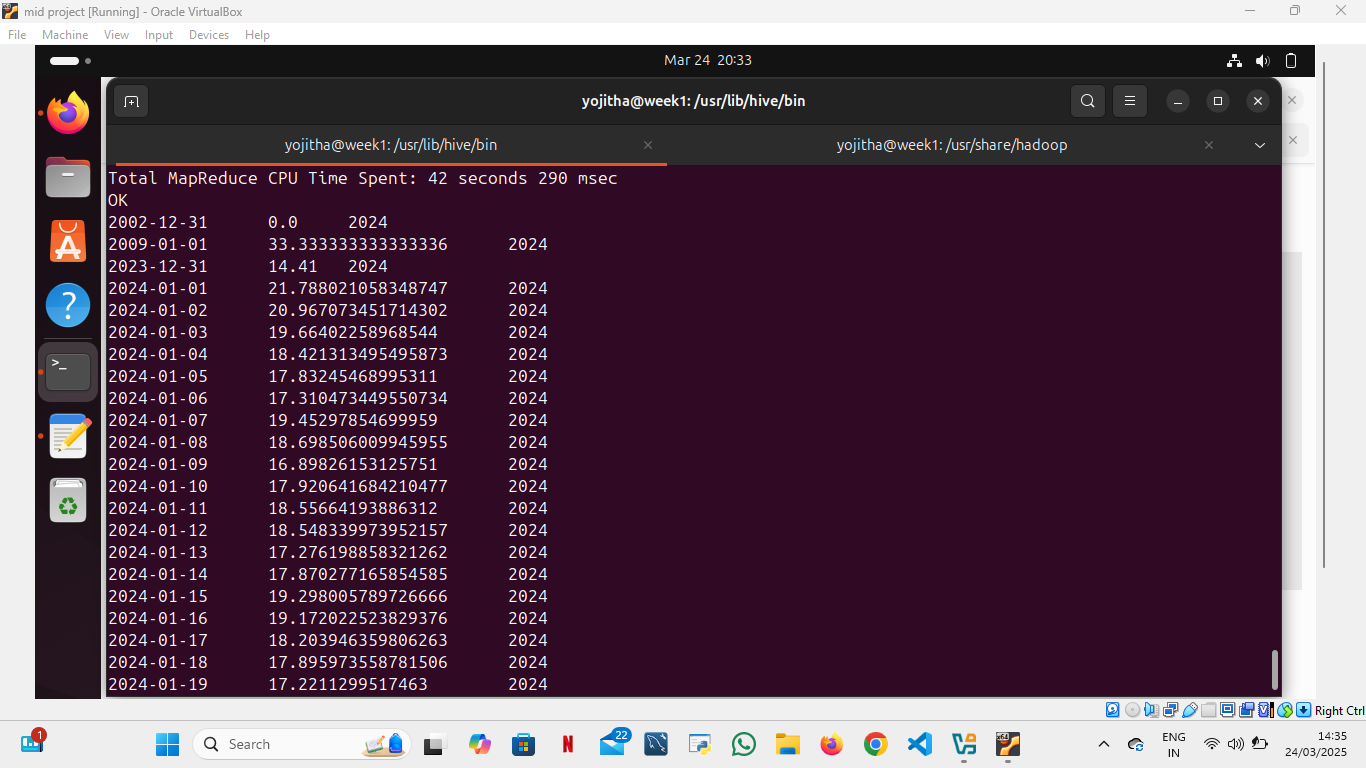 mid project [Running] - Oracle VirtualBox
File Machine View Input Devices Help
Mar 24 20:33
yojitha@week1: /usr/lib/hive/bin
yojitha@week1: /usr/lib/hive/bin
yojitha@week1: /usr/share/hadoop
Total MapReduce CPU Time Spent: 42 seconds 290 msec
OK
2002-12-31 0.0 2024
2009-01-01 33.333333333333336 2024
2023-12-31 14.41 2024
2024-01-01 21.788021058348747 2024
2024-01-02 20.967073451714302 2024
2024-01-03 19.66402258968544 2024
2024-01-04 18.421313495495873 2024
2024-01-05 17.83245468995311 2024
2024-01-06 17.310473449550734 2024
2024-01-07 19.45297854699959 2024
2024-01-08 18.698506009945955 2024
2024-01-09 16.89826153125751 2024
2024-01-10 17.920641684210477 2024
2024-01-11 18.55664193886312 2024
2024-01-12 18.548339973952157 2024
2024-01-13 17.276198858321262 2024
2024-01-14 17.870277165854585 2024
2024-01-15 19.298005789726666 2024
2024-01-16 19.172022523829376 2024
2024-01-17 18.203946359806263 2024
2024-01-18 17.895973558781506 2024
2024-01-19 17.2211299517463 2024
Right Ctrl
1
Search
22
ENG
IN
14:35
24/03/2025